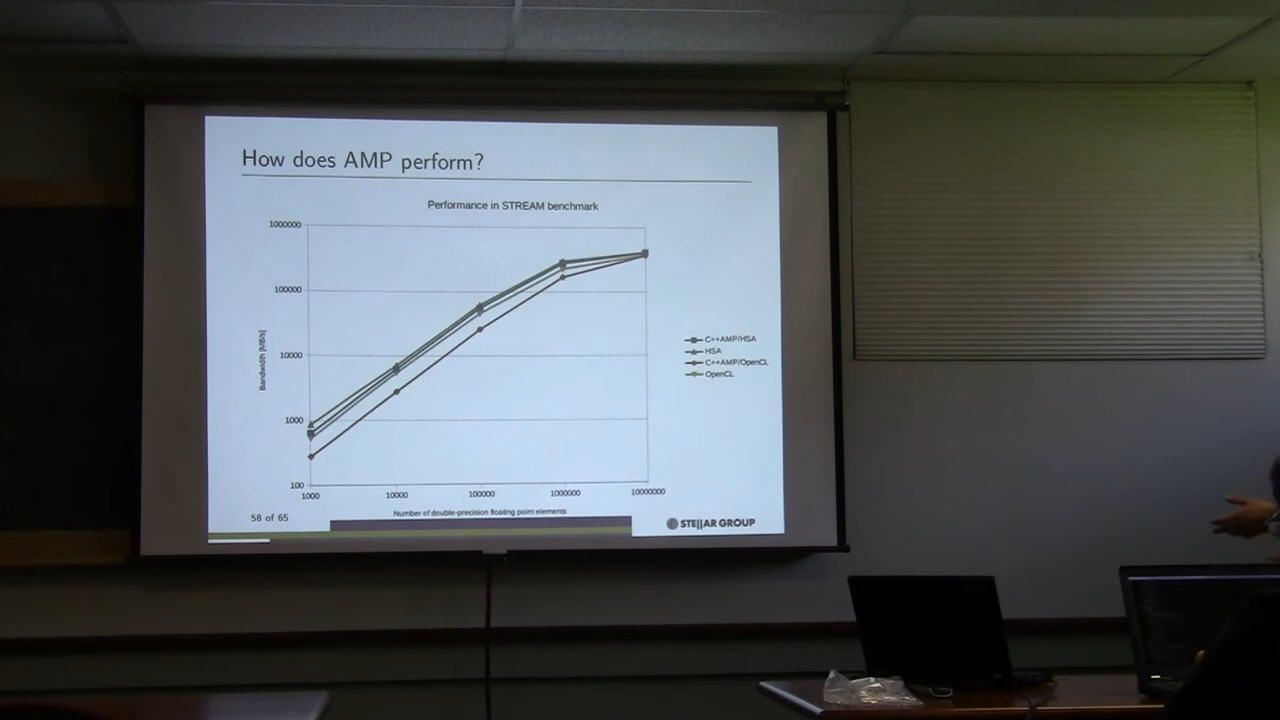 How does AMP perform?
Performance in STREAM benchmark
1000000
100000
10000
1000
100
Bandwidth [MB/s]
1000
10000
100000
1000000
10000000
Number of double-precision floating point elements
C++AMP/HSA
HSA
C++AMP/OpenCL
OpenCL
58 of 65
STE||AR GROUP